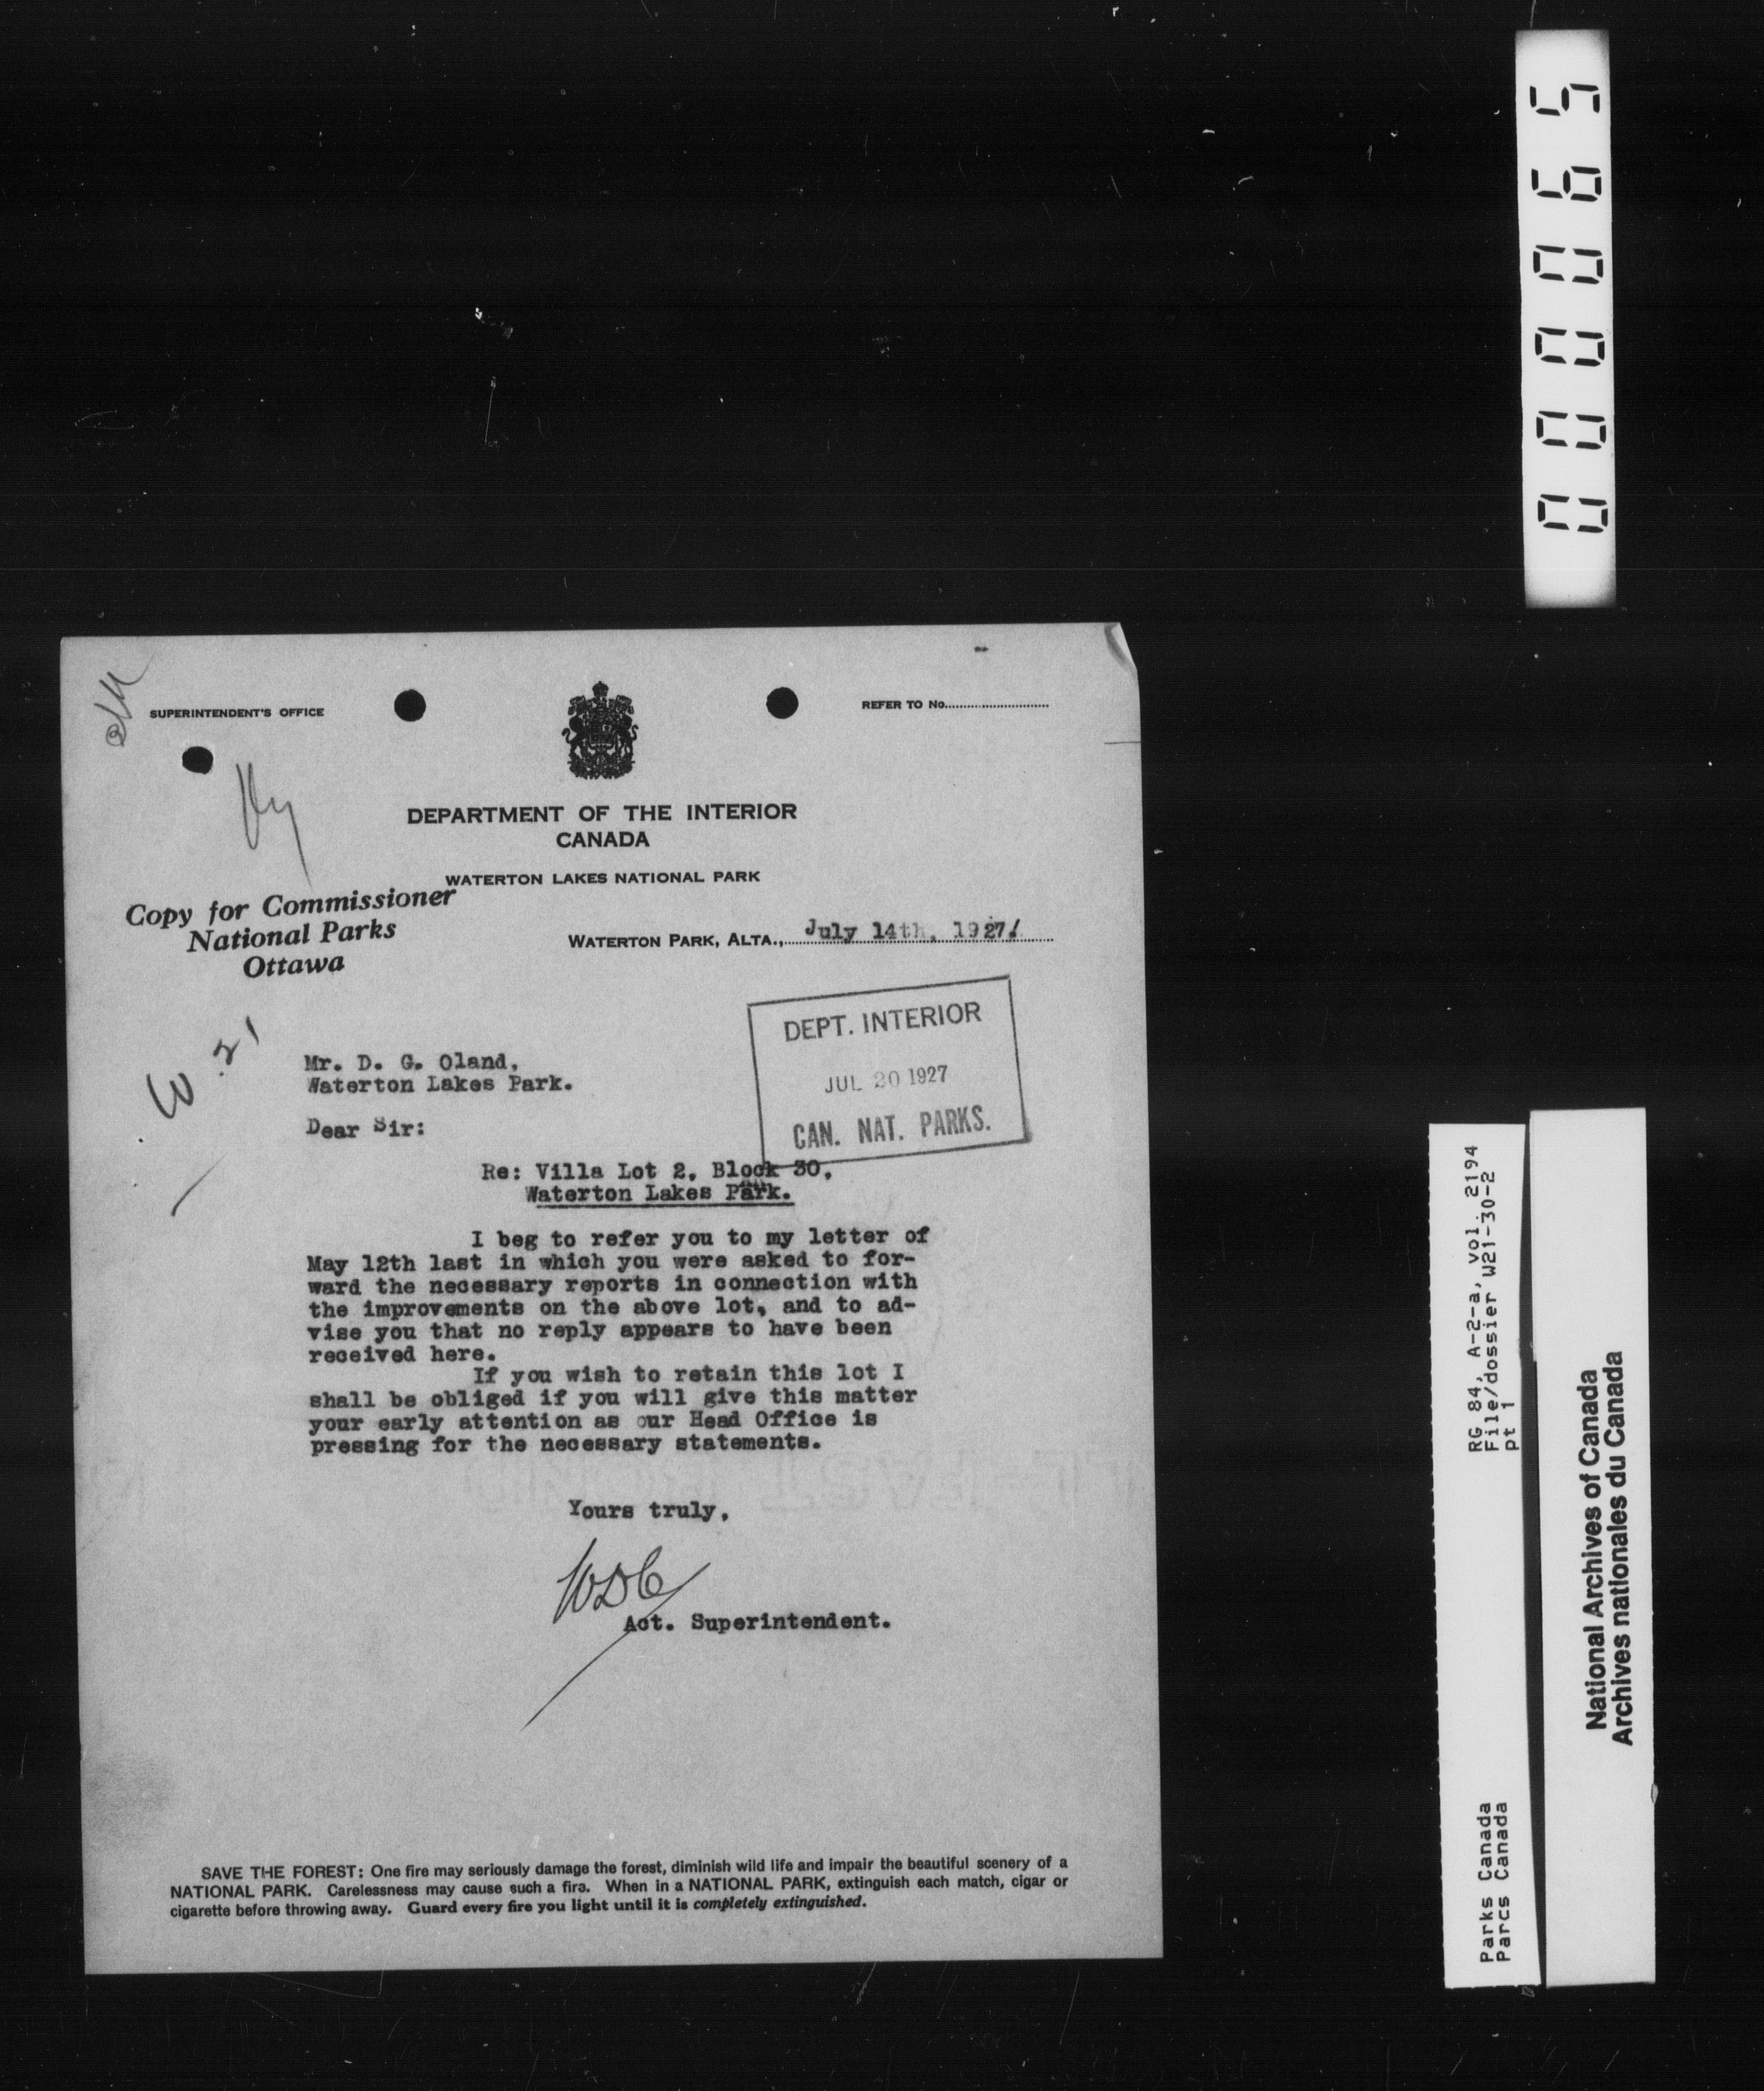 000065
SUPERINTENDENT'S OFFICE
REFER TO No.
DEPARTMENT OF THE INTERIOR
CANADA
WATERTON LAKES NATIONAL PARK
Copy for Commissioner
National Parks
Ottawa
WATERTON PARK, ALTA., July 14th, 1927.
DEPT. INTERIOR
JUL 20 1927
CAN. NAT. PARKS.
W. 21
Mr. D. G. Oland,
Waterton Lakes Park.
Dear Sir:
Re: Villa Lot 2, Block 30,
Waterton Lakes Park.
I beg to refer you to my letter of
May 12th last in which you were asked to for-
ward the necessary reports in connection with
the improvements on the above lot, and to ad-
vise you that no reply appears to have been
received here.
If you wish to retain this lot I
shall be obliged if you will give this matter
your early attention as our Head Office is
pressing for the necessary statements.
Yours truly,
Act. Superintendent.
SAVE THE FOREST: One fire may seriously damage the forest, diminish wild life and impair the beautiful scenery of a
NATIONAL PARK. Carelessness may cause such a fire. When in a NATIONAL PARK, extinguish each match, cigar or
cigarette before throwing away. Guard every fire you light until it is completely extinguished.
RG 84, A-2-a, vol. 2194
File/dossier W21-30-2
pt 1
Parks Canada
Parcs Canada
National Archives of Canada
Archives nationales du Canada